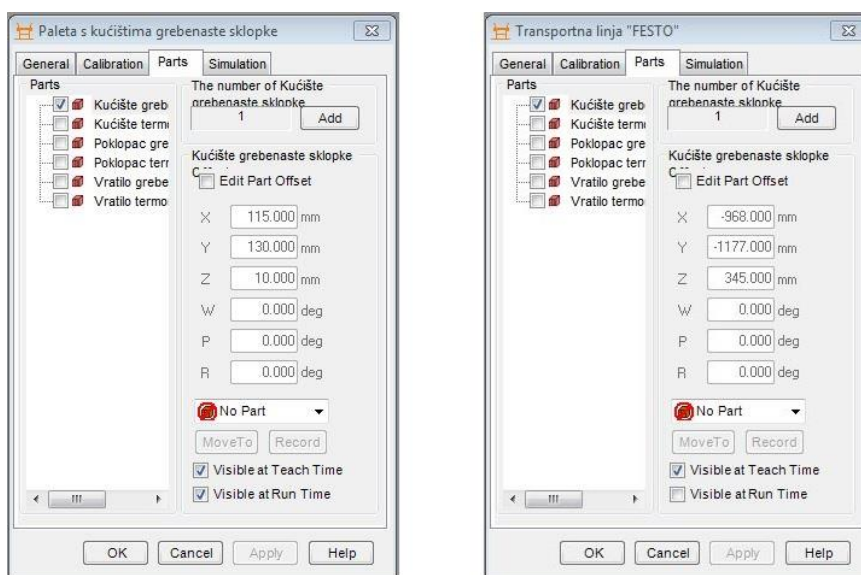 Paleta s kućištima grebenaste sklopke
General Calibration Parts Simulation
Parts
Kućište greb
Kućište term
Poklopac gre
Poklopac terr
Vratilo grebe
Vratilo termo
The number of Kućište
grebenaste sklopke
1 Add
Kućište grebenaste sklopke
Edit Part Offset
X 115.000 mm
Y 130.000 mm
Z 10.000 mm
W 0.000 deg
P 0.000 deg
R 0.000 deg
No Part
MoveTo Record
Visible at Teach Time
Visible at Run Time
OK Cancel Apply Help
Transportna linja "FESTO"
General Calibration Parts Simulation
Parts
Kućište greb
Kućište term
Poklopac gre
Poklopac terr
Vratilo grebe
Vratilo termo
The number of Kućište
grebenaste sklopke
1 Add
Kućište grebenaste sklopke
Edit Part Offset
X -968.000 mm
Y -1177.000 mm
Z 345.000 mm
W 0.000 deg
P 0.000 deg
R 0.000 deg
No Part
MoveTo Record
Visible at Teach Time
Visible at Run Time
OK Cancel Apply Help